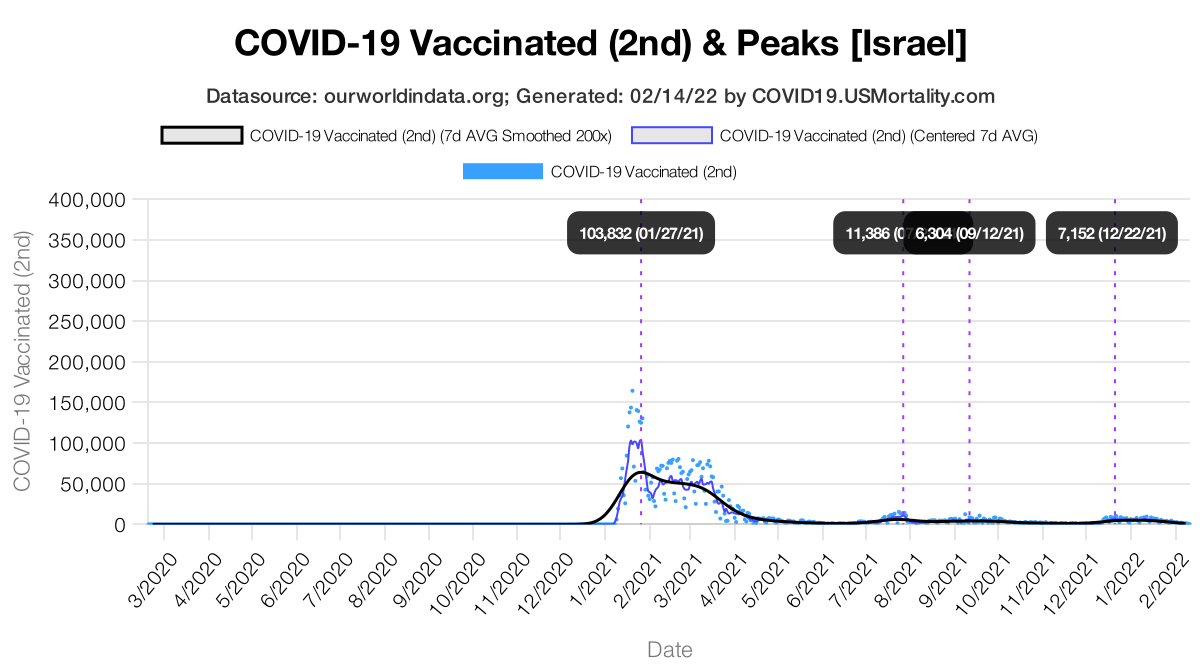 COVID-19 Vaccinated (2nd) & Peaks [Israel]
Datasource: ourworldindata.org; Generated: 02/14/22 by COVID19.USMortality.com
COVID-19 Vaccinated (2nd) (7d AVG Smoothed 200x) COVID-19 Vaccinated (2nd) (Centered 7d AVG)
COVID-19 Vaccinated (2nd)
COVID-19 Vaccinated (2nd)
400,000
350,000
300,000
250,000
200,000
150,000
100,000
50,000
0
103,832 (01/27/21) 11,386 6,304 (09/12/21) 7,152 (12/22/21)
3/2020 4/2020 5/2020 6/2020 7/2020 8/2020 9/2020 10/2020 11/2020 12/2020 1/2021 2/2021 3/2021 4/2021 5/2021 6/2021 7/2021 8/2021 9/2021 10/2021 11/2021 12/2021 1/2022 2/2022
Date